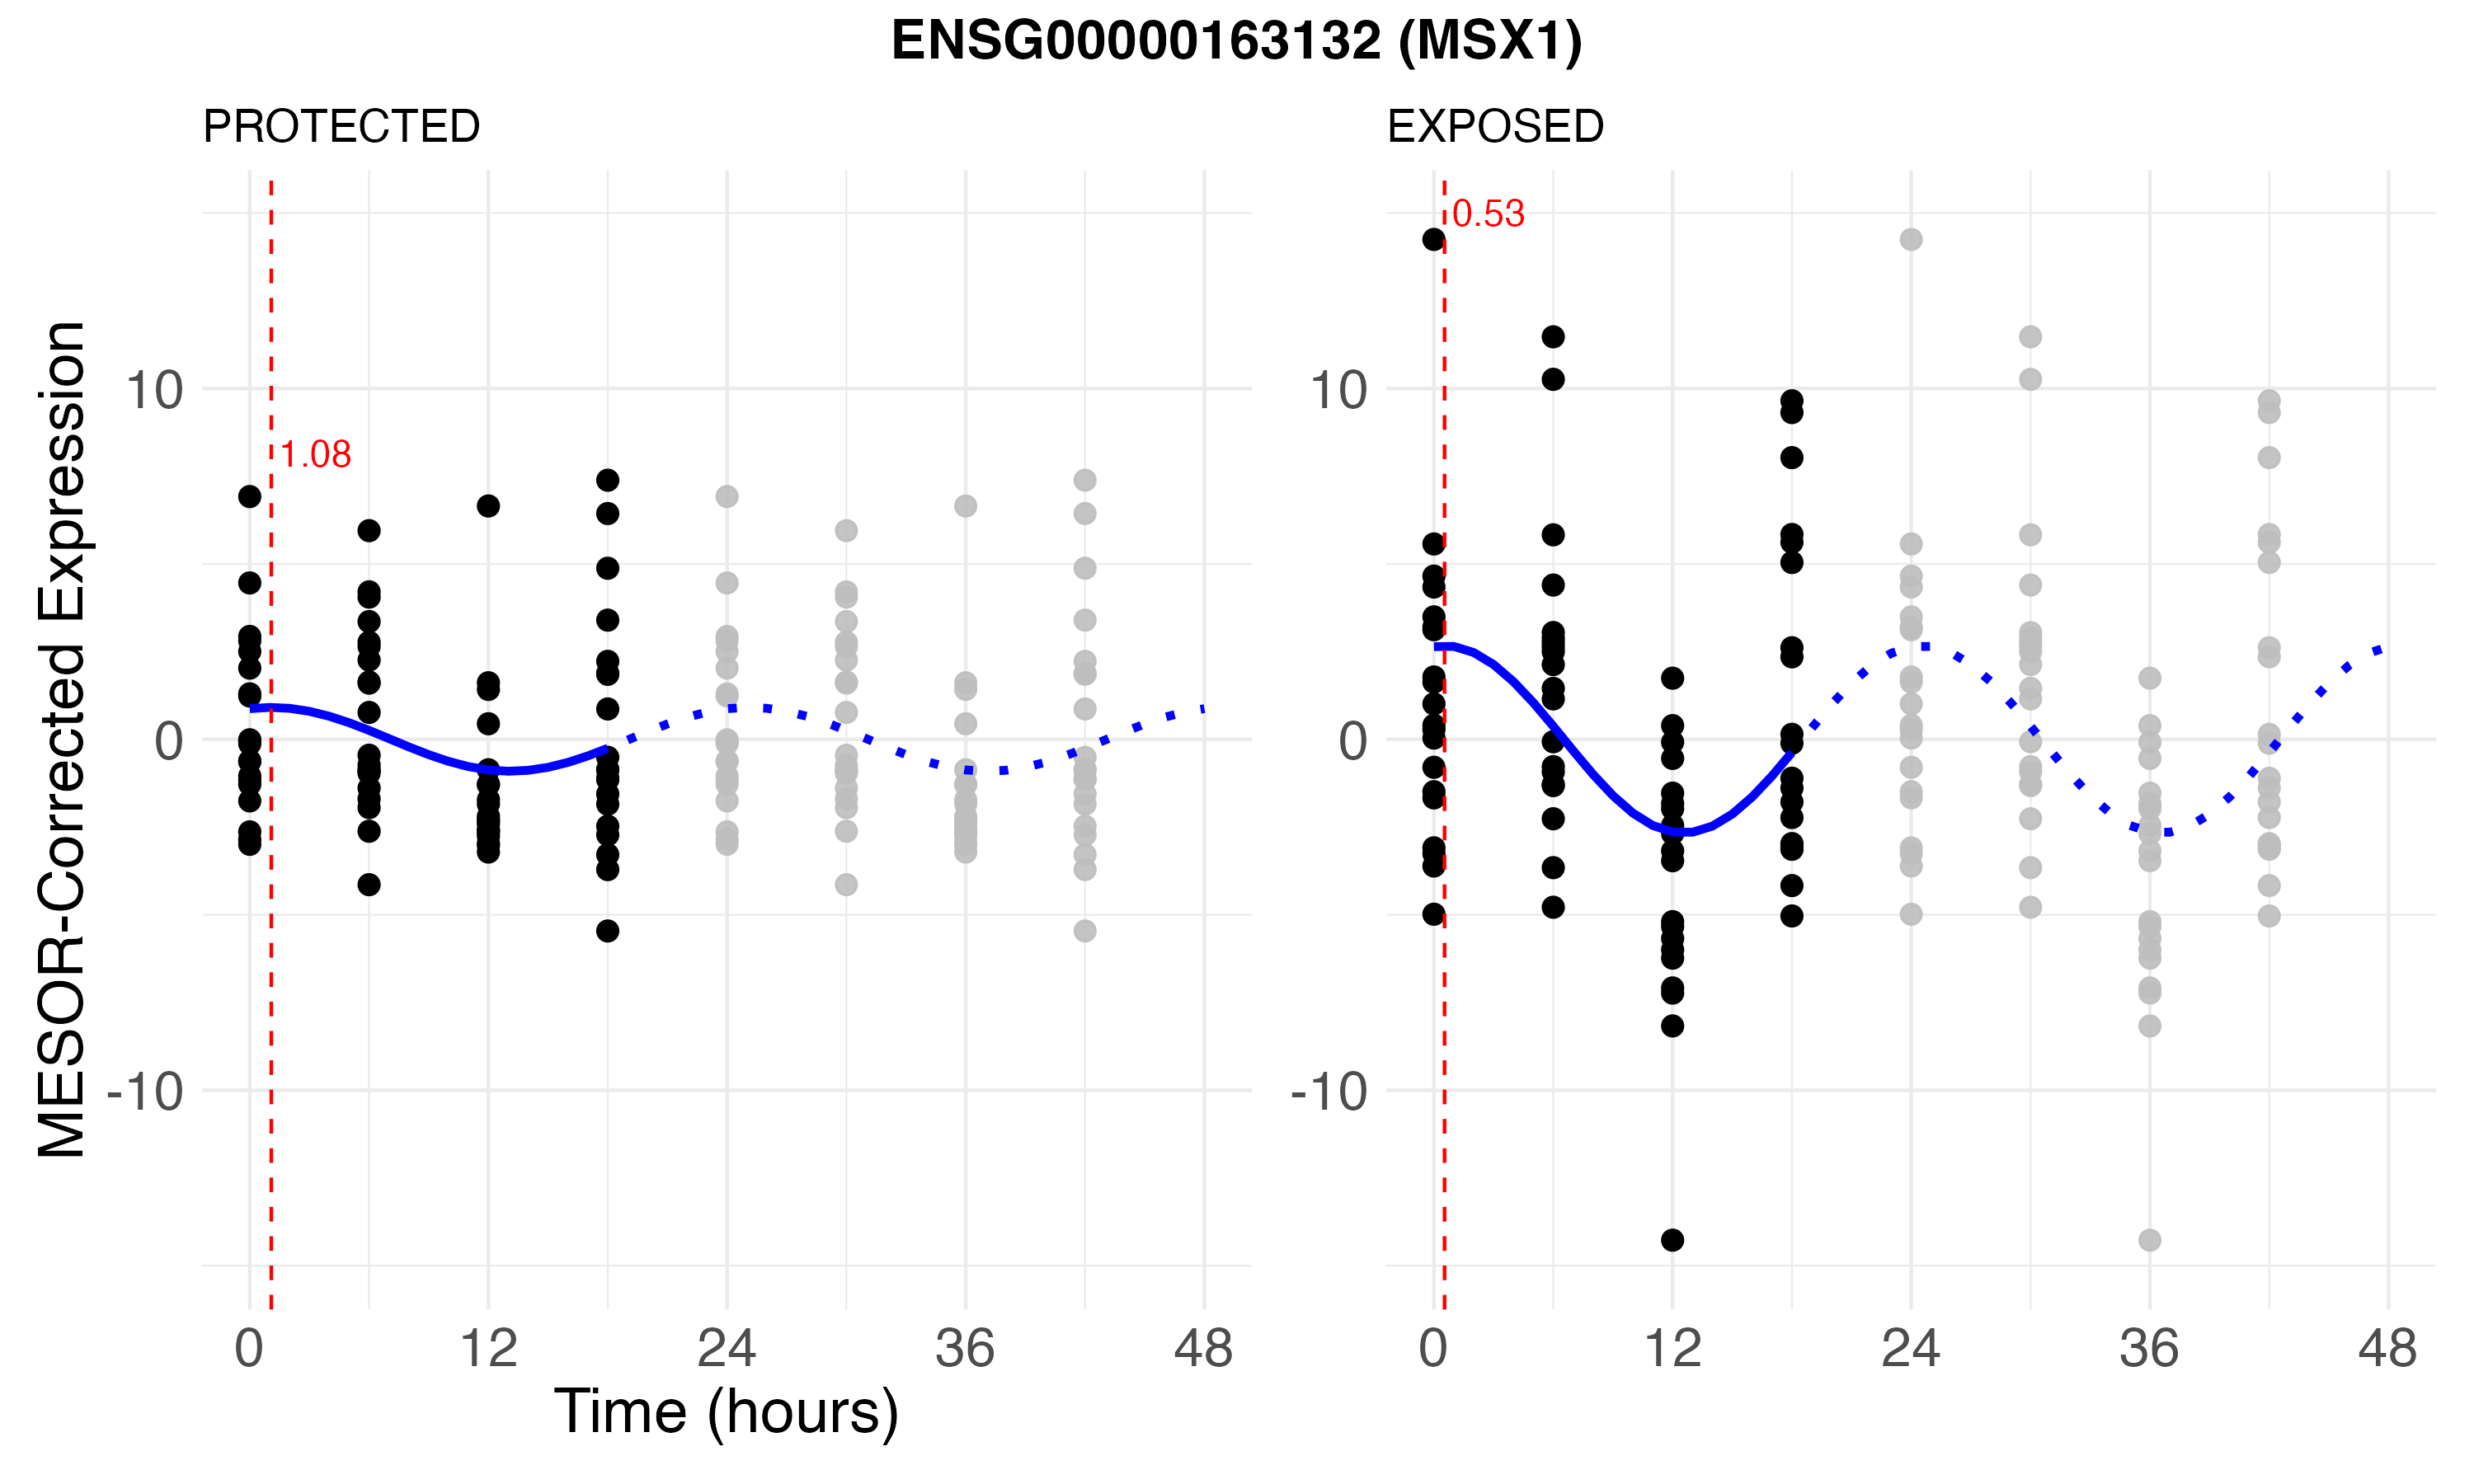 ENSG00000163132 (MSX1)
PROTECTED
EXPOSED
MESOR-Corrected Expression
10
0
-10
1.08
0 12 24 36 48
10
0
-10
0.53
0 12 24 36 48
Time (hours)